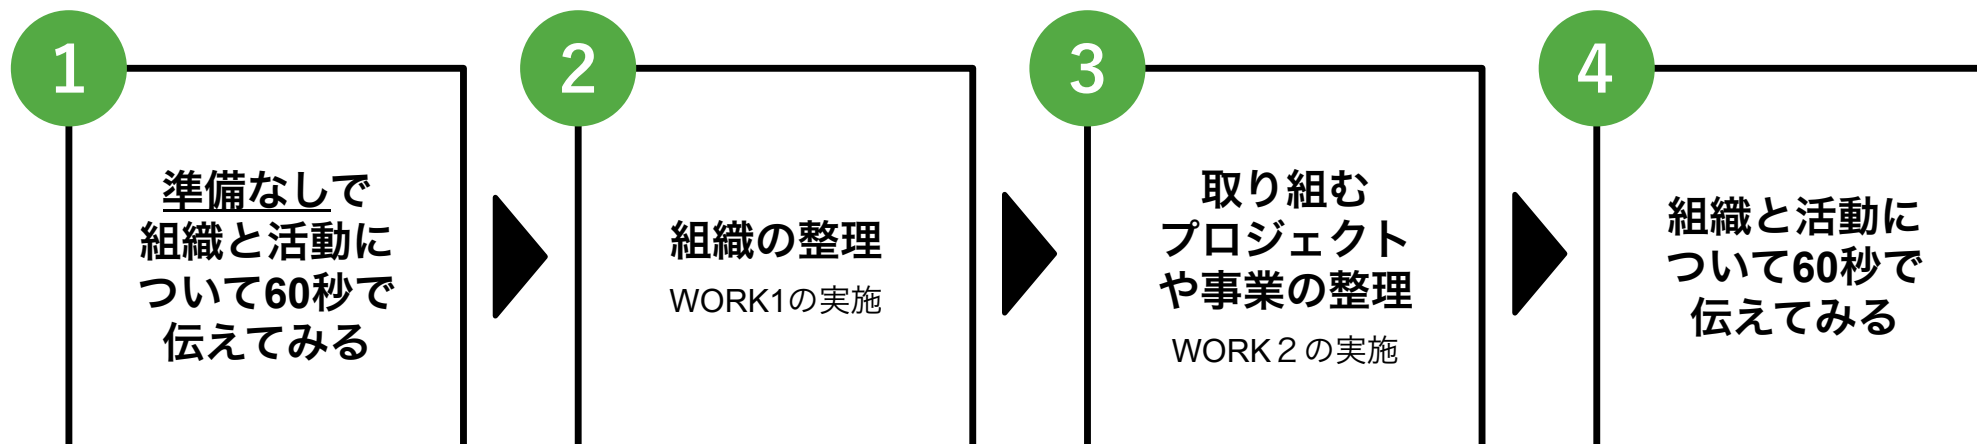 1
準備なしで
組織と活動に
ついて60秒で
伝えてみる
2
組織の整理
WORK1の実施
3
取り組む
プロジェクト
や事業の整理
WORK２の実施
4
組織と活動に
ついて60秒で
伝えてみる